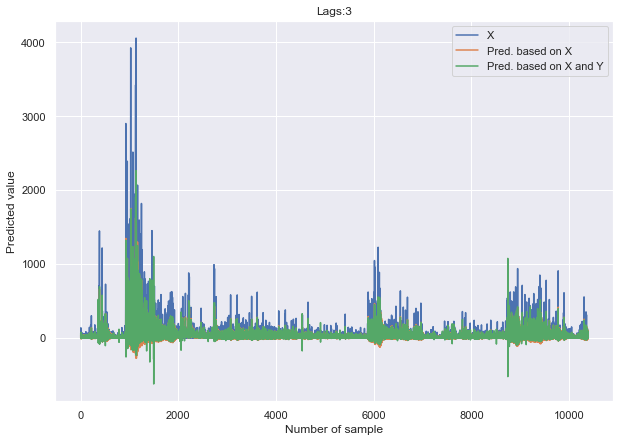 Lags:3
X
Pred. based on X
Pred. based on X and Y
Predicted value
4000
3000
2000
1000
0
0 2000 4000 6000 8000 10000
Number of sample